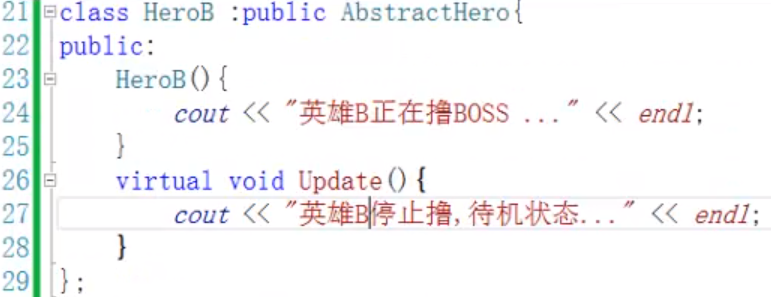 21 class HeroB :public AbstractHero{
22 public:
23     HeroB(){
24         cout << "英雄B正在撸BOSS ..." << endl;
25     }
26     virtual void Update(){
27         cout << "英雄B停止撸,待机状态..." << endl;
28     }
29 };